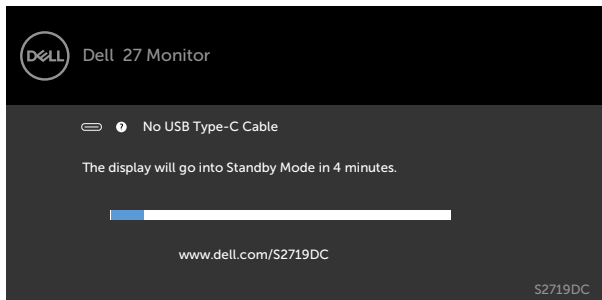 DELL
Dell 27 Monitor
? No USB Type-C Cable
The display will go into Standby Mode in 4 minutes.
www.dell.com/S2719DC
S2719DC